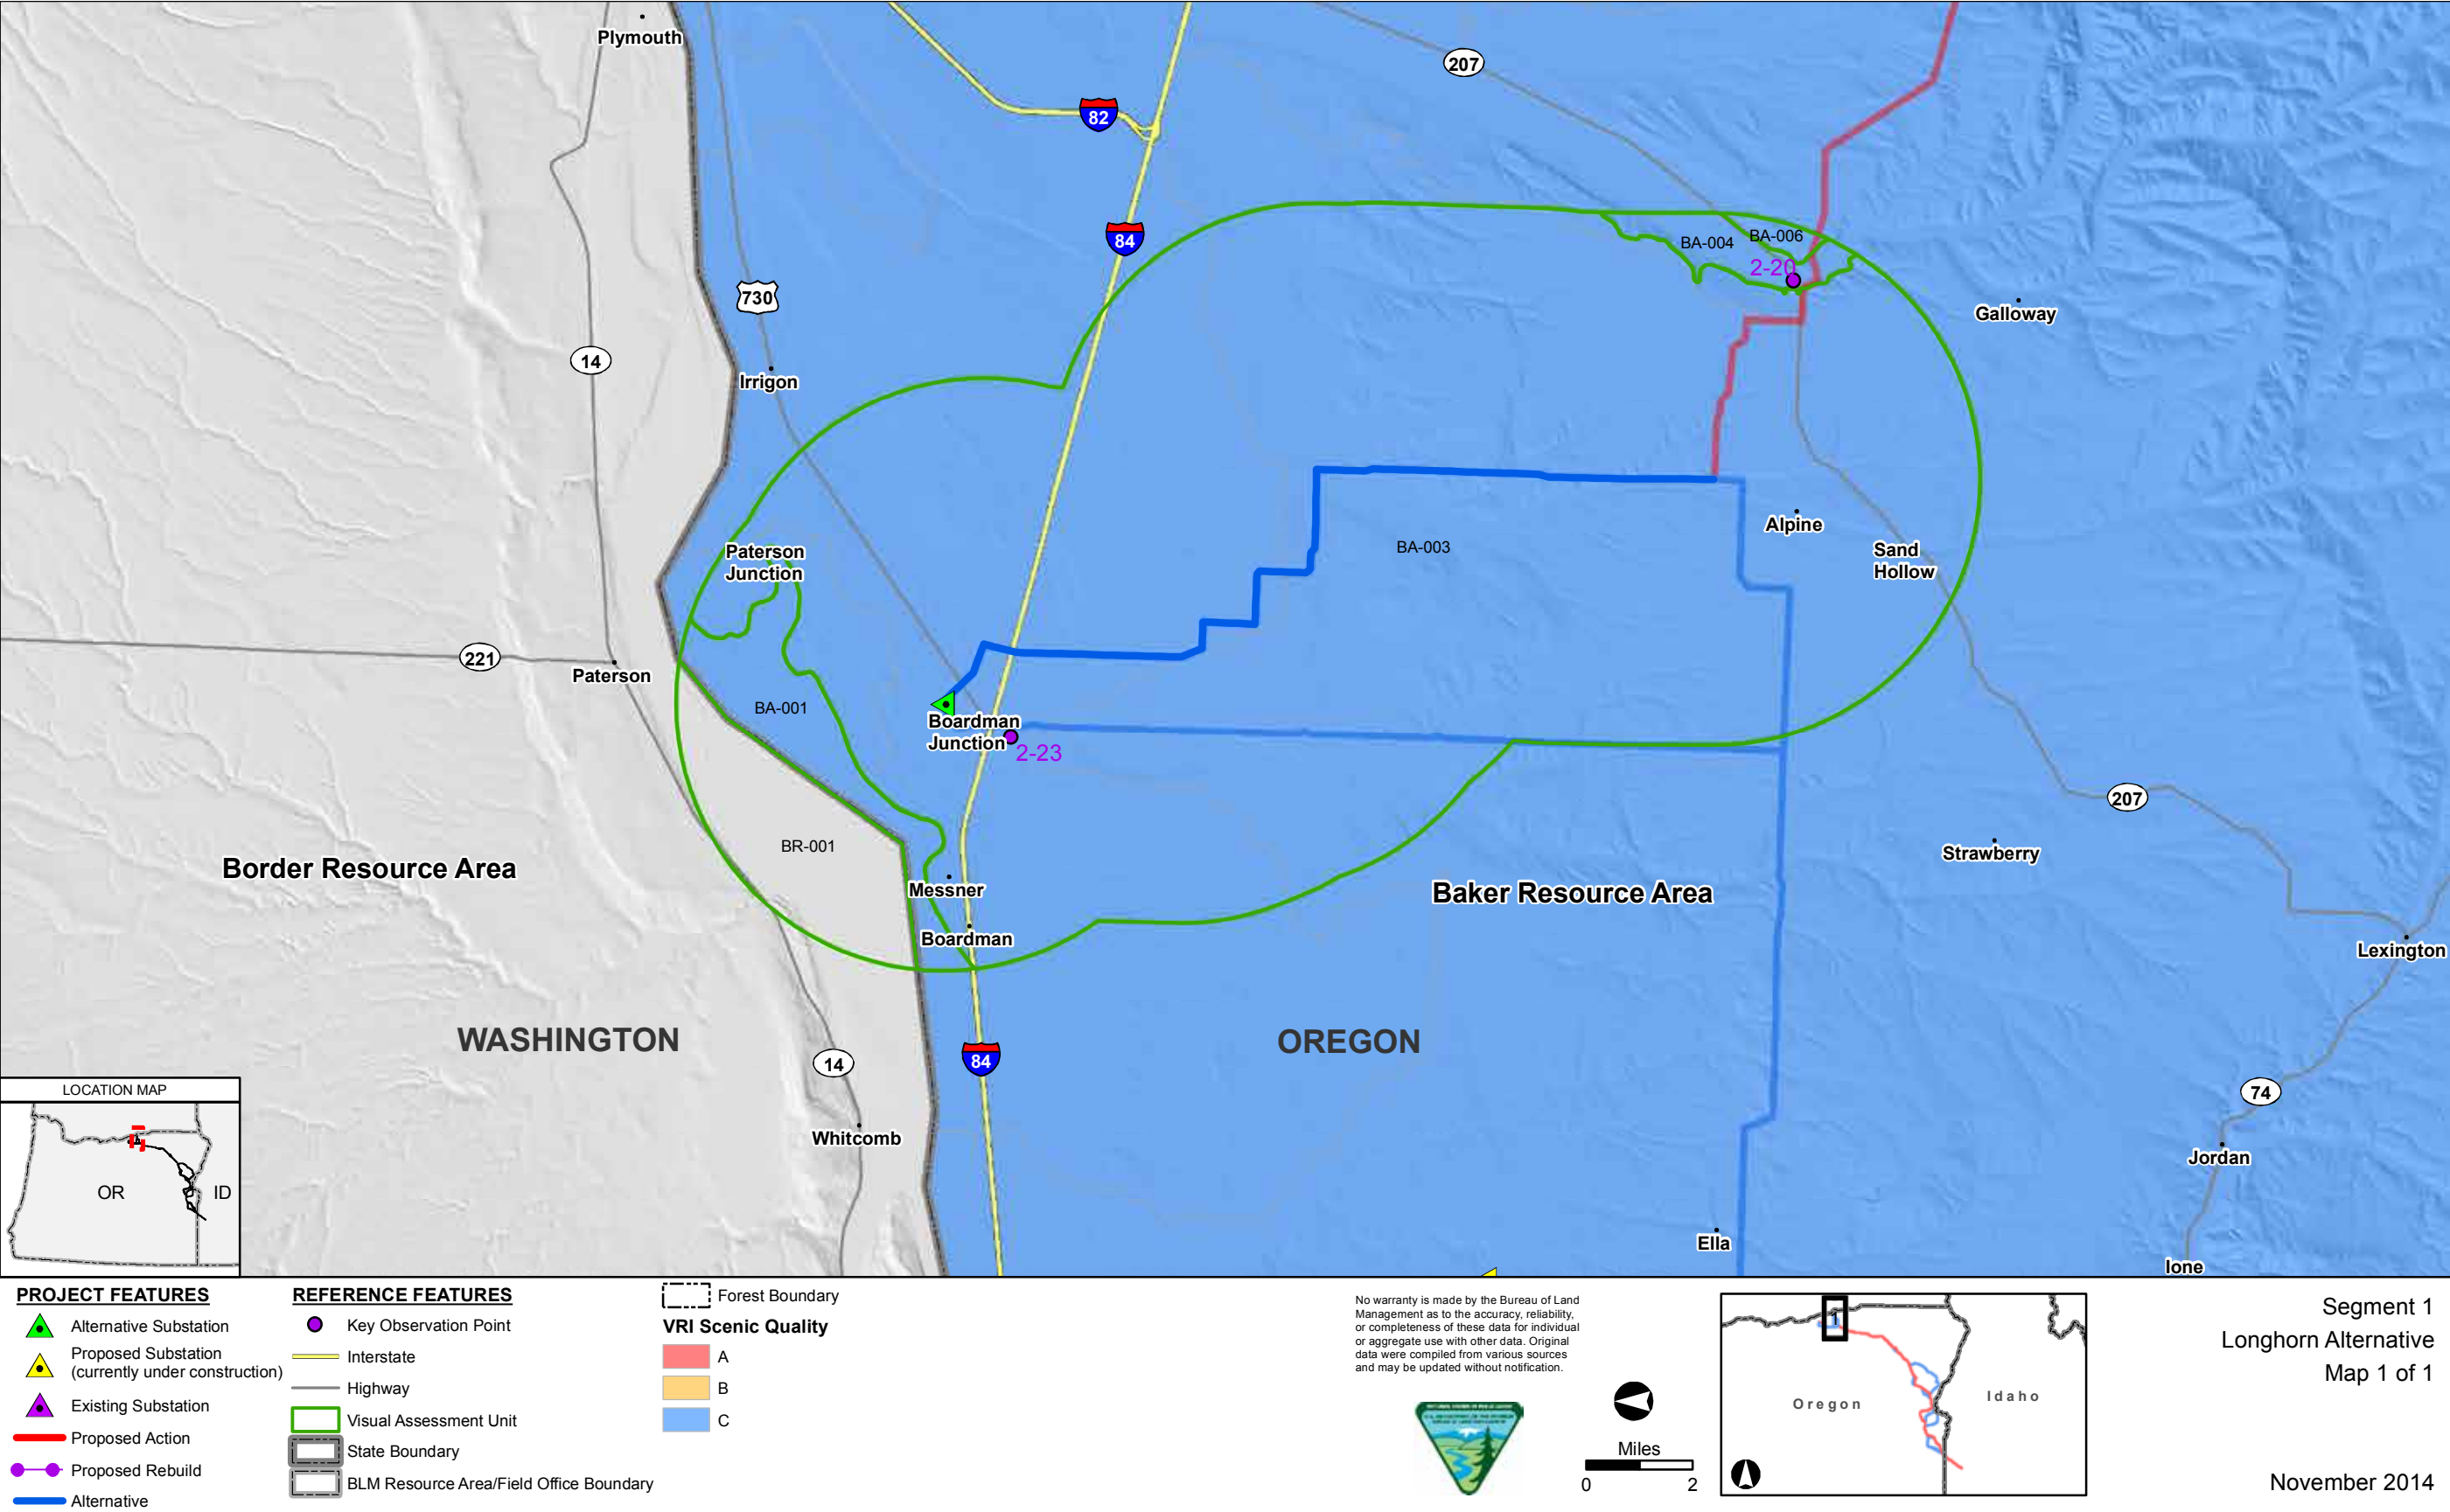 Plymouth
207
82
84
BA-004
BA-006
2-20
730
Galloway
14
Irrigon
Paterson
Junction
BA-003
Alpine
Sand
Hollow
221
Paterson
BA-001
Boardman
Junction
2-23
BR-001
207
Border Resource Area
Messner
Baker Resource Area
Strawberry
Boardman
Lexington
WASHINGTON
OREGON
14
84
74
Whitcomb
Jordan
Ella
Ione
LOCATION MAP
OR
ID
PROJECT FEATURES
Alternative Substation
Proposed Substation
(currently under construction)
Existing Substation
Proposed Action
Proposed Rebuild
Alternative
REFERENCE FEATURES
Key Observation Point
Interstate
Highway
Visual Assessment Unit
State Boundary
BLM Resource Area/Field Office Boundary
Forest Boundary
VRI Scenic Quality
A
B
C
No warranty is made by the Bureau of Land
Management as to the accuracy, reliability,
or completeness of these data for individual
or aggregate use with other data. Original
data were compiled from various sources
and may be updated without notification.
Miles
0 2
1
Oregon
Idaho
Segment 1
Longhorn Alternative
Map 1 of 1
November 2014